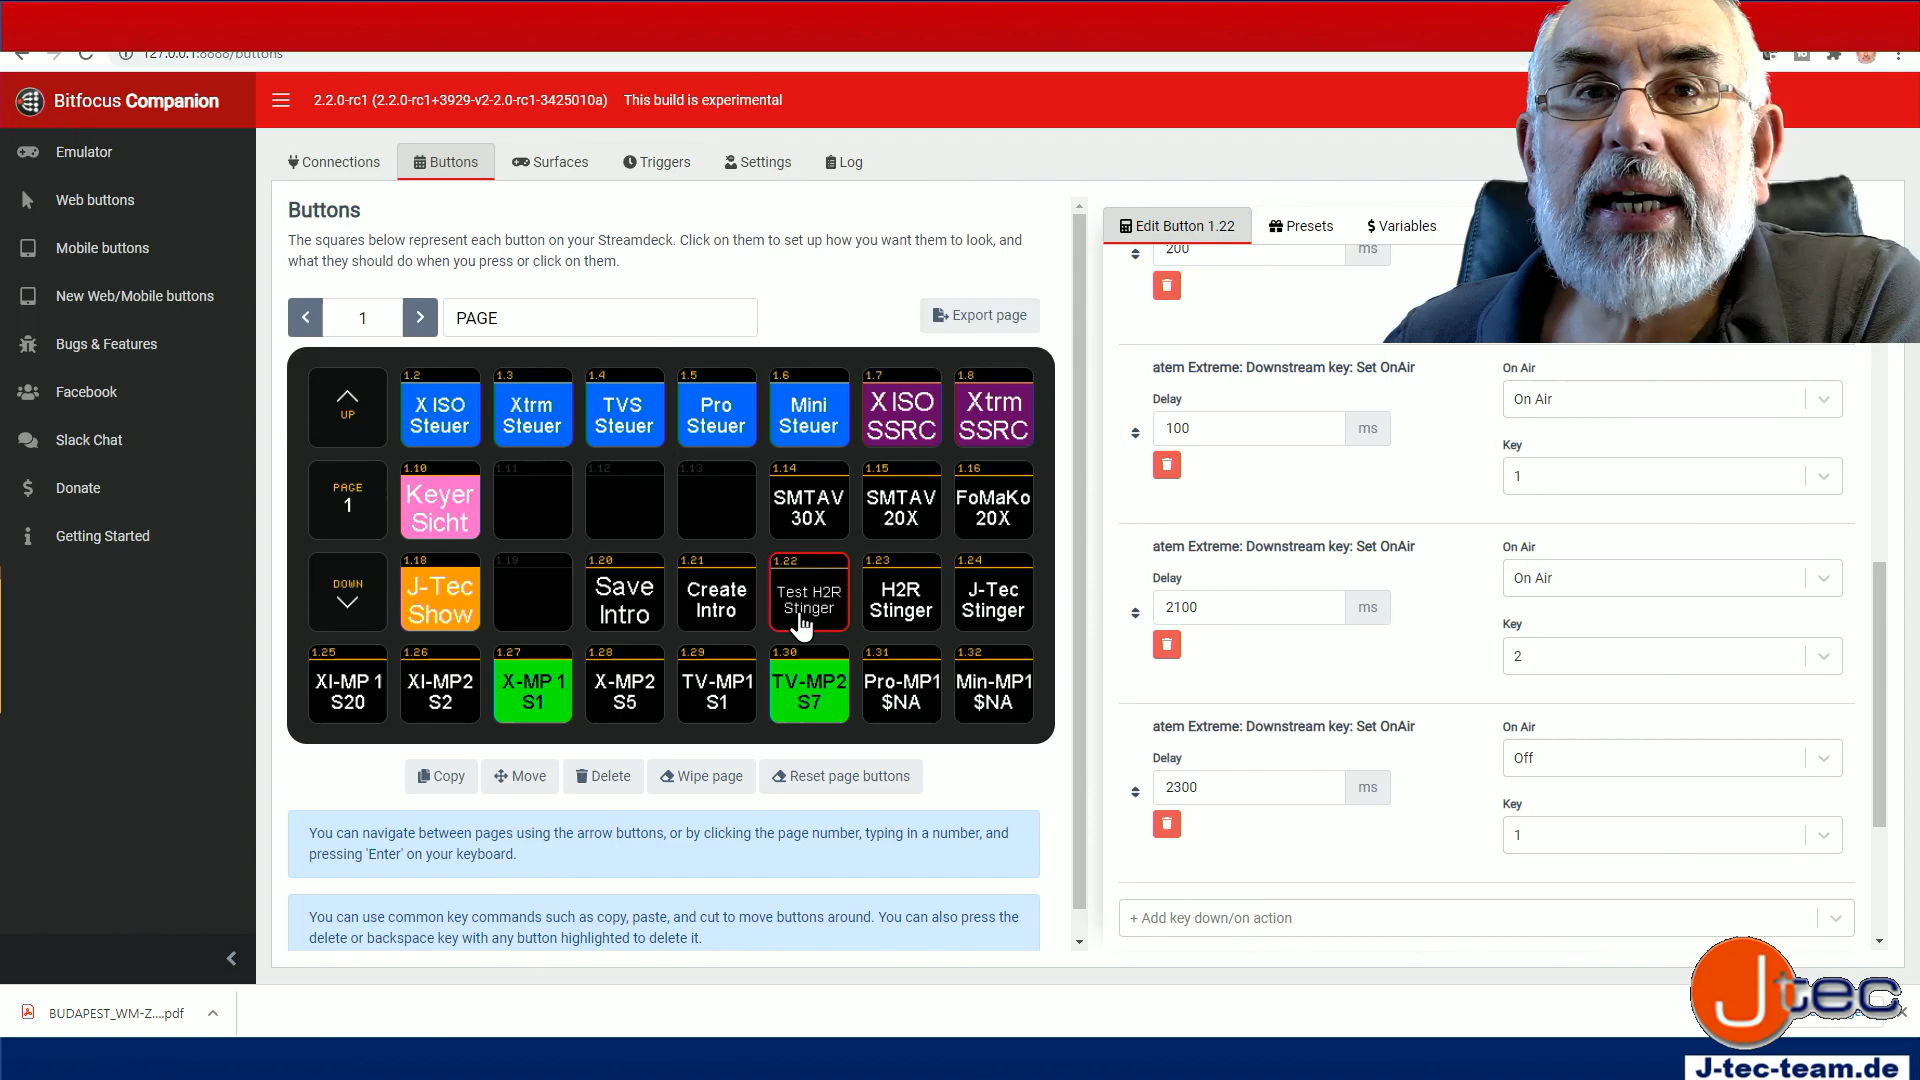 127.0.0.1:8888/buttons
Bitfocus Companion
2.2.0-rc1 (2.2.0-rc1+3929-v2-2.0-rc1-3425010a)
This build is experimental
Emulator
Web buttons
Mobile buttons
New Web/Mobile buttons
Bugs & Features
Facebook
Slack Chat
Donate
Getting Started
Connections
Buttons
Surfaces
Triggers
Settings
Log
Buttons
The squares below represent each button on your Streamdeck. Click on them to set up how you want them to look, and
what they should do when you press or click on them.
1
PAGE
Export page
UP
1.2
X ISO
Steuer
1.3
Xtrm
Steuer
1.4
TVS
Steuer
1.5
Pro
Steuer
1.6
Mini
Steuer
1.7
X ISO
SSRC
1.8
Xtrm
SSRC
PAGE
1
1.10
Keyer
Sicht
1.11
1.12
1.13
1.14
SMTAV
30X
1.15
SMTAV
20X
1.16
FoMaKo
20X
DOWN
1.18
J-Tec
Show
1.19
1.20
Save
Intro
1.21
Create
Intro
1.22
Test H2R
Stinger
1.23
H2R
Stinger
1.24
J-Tec
Stinger
1.25
XI-MP 1
S20
1.26
XI-MP2
S2
1.27
X-MP 1
S1
1.28
X-MP2
S5
1.29
TV-MP1
S1
1.30
TV-MP2
S7
1.31
Pro-MP1
$NA
1.32
Min-MP1
$NA
Copy
Move
Delete
Wipe page
Reset page buttons
You can navigate between pages using the arrow buttons, or by clicking the page number, typing in a number, and
pressing 'Enter' on your keyboard.
You can use common key commands such as copy, paste, and cut to move buttons around. You can also press the
delete or backspace key with any button highlighted to delete it.
Edit Button 1.22
Presets
$ Variables
200
ms
atem Extreme: Downstream key: Set OnAir
On Air
Delay
On Air
100
ms
Key
1
atem Extreme: Downstream key: Set OnAir
On Air
Delay
On Air
2100
ms
Key
2
atem Extreme: Downstream key: Set OnAir
On Air
Delay
Off
2300
ms
Key
1
+ Add key down/on action
BUDAPEST_WM-Z....pdf
Jtec
J-tec-team.de